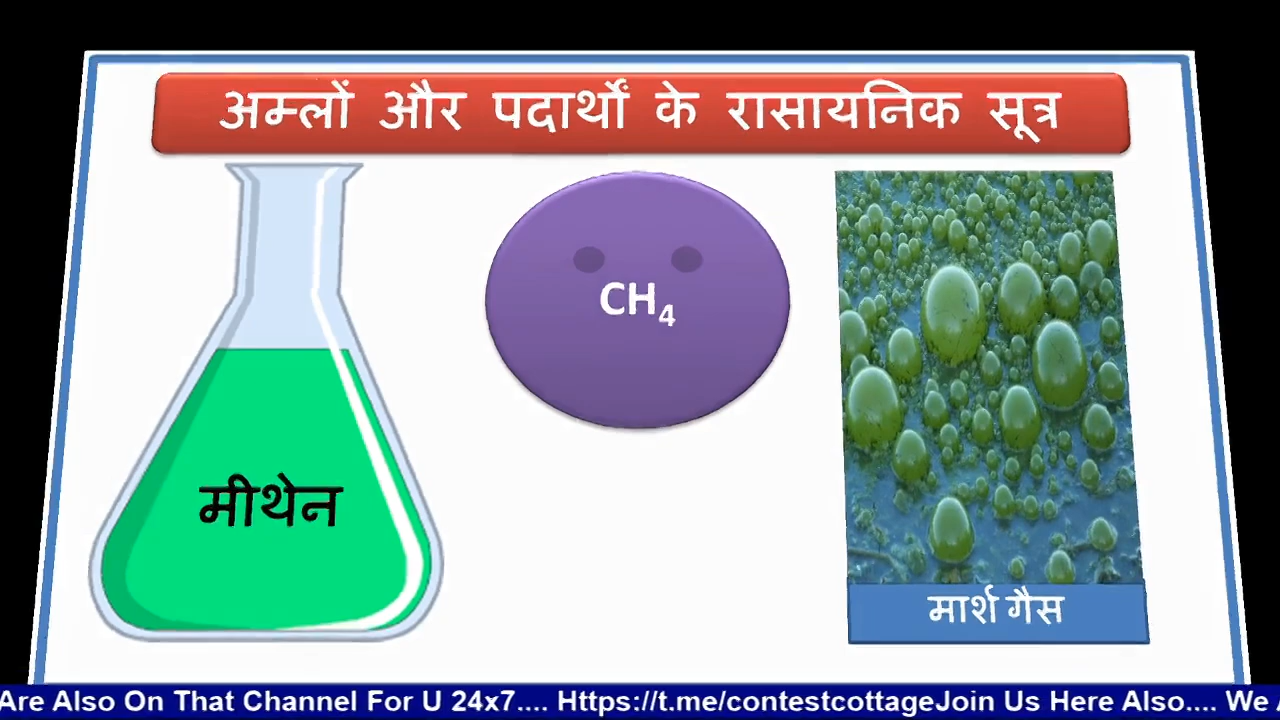 अम्लों और पदार्थों के रासायनिक सूत्र
CH₄
मीथेन
मार्श गैस
Are Also On That Channel For U 24x7.... Https://t.me/contestcottageJoin Us Here Also.... We